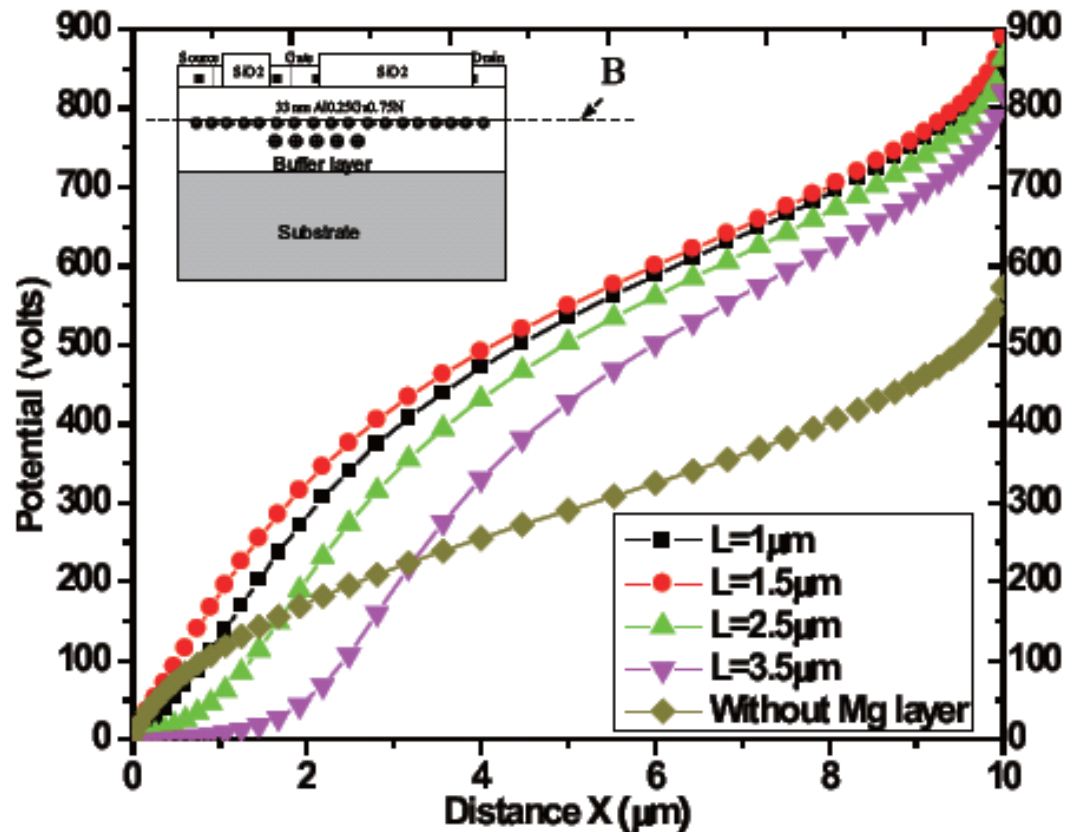 900
800
700
600
500
400
300
200
100
0
Potential (volts)
Source
Gate
Drain
SiO2
SiO2
33 nm Al0.25Ga0.75N
Buffer layer
Substrate
B
L=1µm
L=1.5µm
L=2.5µm
L=3.5µm
Without Mg layer
900
800
700
600
500
400
300
200
100
0
0 2 4 6 8 10
Distance X (µm)